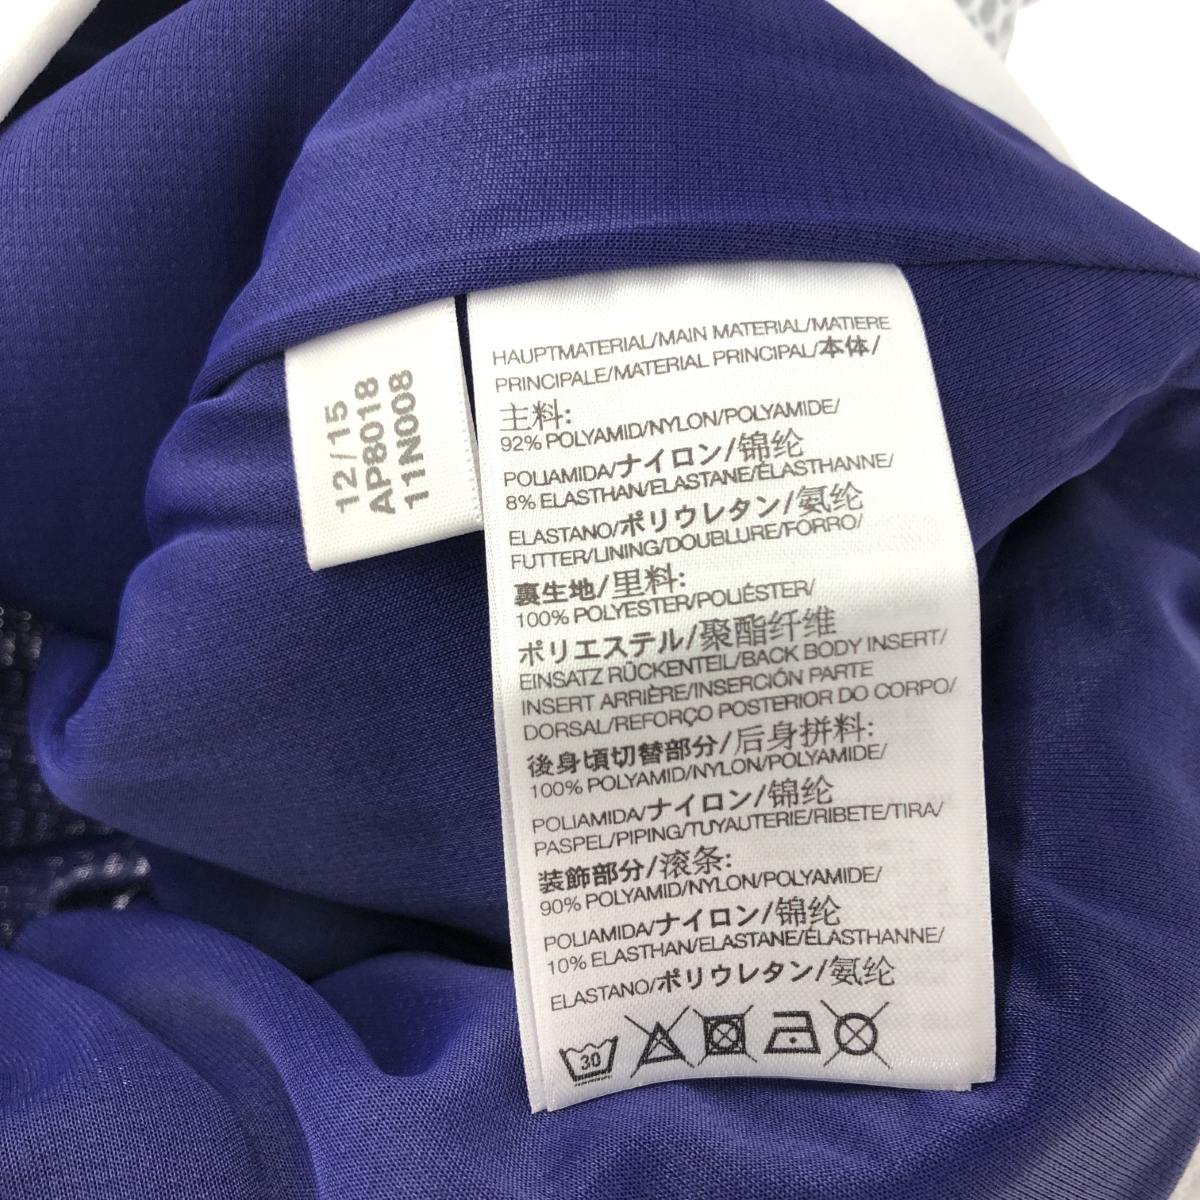 12/15
AP8018
11N008
HAUPTMATERIAL/MAIN MATERIAL/MATIERE
PRINCIPALE/MATERIAL PRINCIPAL/本体/
主料:
92% POLYAMID/NYLON/POLYAMIDE/
POLIAMIDA/ナイロン/锦纶
8% ELASTHAN/ELASTANE/ÉLASTHANNE/
ELASTANO/ポリウレタン/氨纶
FUTTER/LINING/DOUBLURE/FORRO/
裏生地/里料:
100% POLYESTER/POLIÉSTER/
ポリエステル/聚酯纤维
EINSATZ RÜCKENTEIL/BACK BODY INSERT/
INSERT ARRIÈRE/INSERCIÓN PARTE
DORSAL/REFORÇO POSTERIOR DO CORPO/
後身頃切替部分/后身拼料:
100% POLYAMID/NYLON/POLYAMIDE/
POLIAMIDA/ナイロン/锦纶
PASPEL/PIPING/TUYAUTERIE/RIBETE/TIRA/
装飾部分/滚条:
90% POLYAMID/NYLON/POLYAMIDE/
POLIAMIDA/ナイロン/锦纶
10% ELASTHAN/ELASTANE/ÉLASTHANNE/
ELASTANO/ポリウレタン/氨纶
30